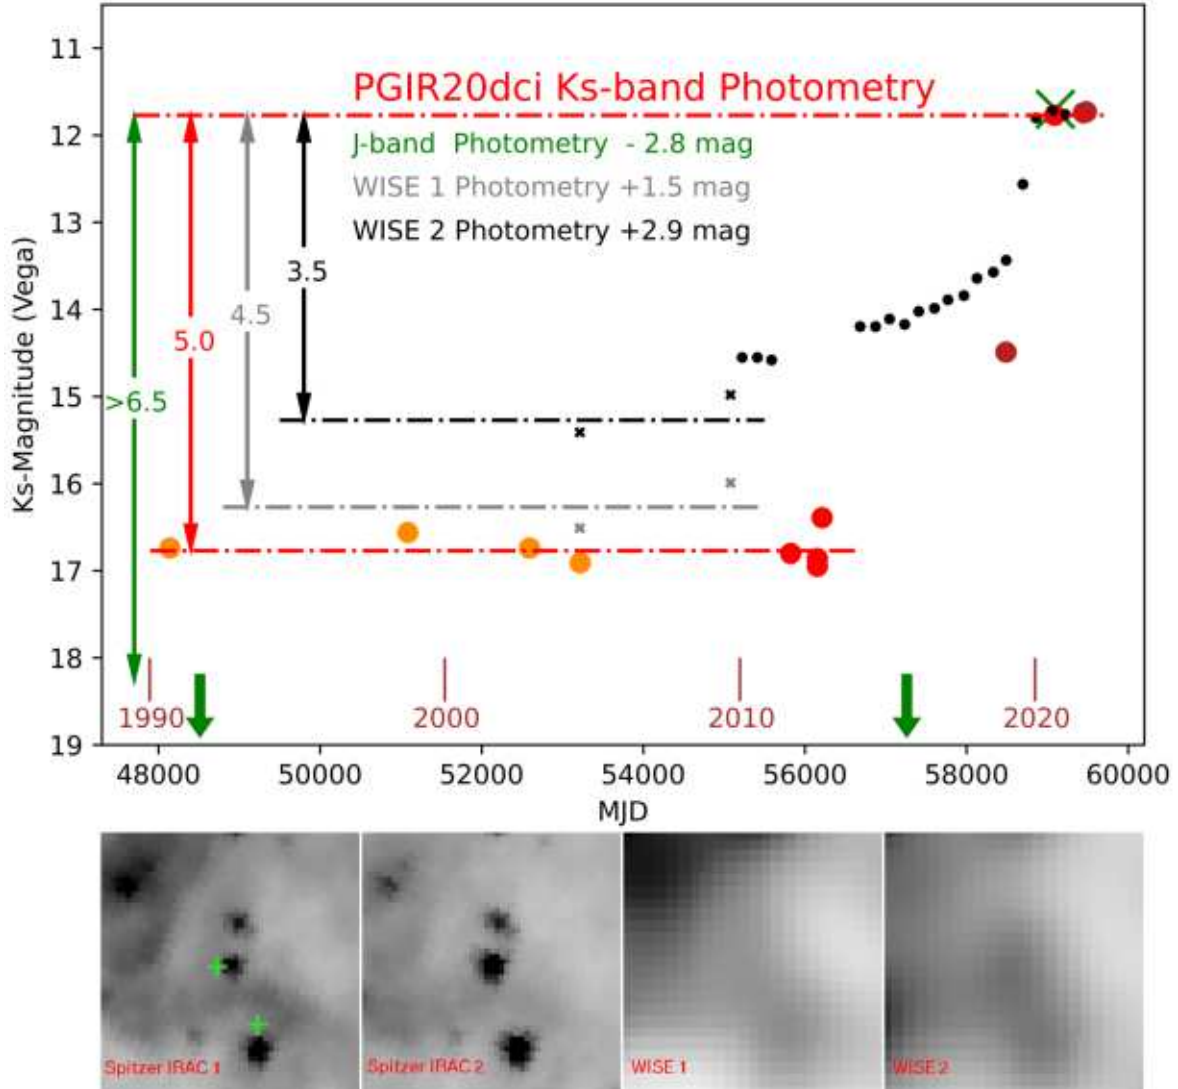 PGIR20dci Ks-band Photometry
J-band Photometry - 2.8 mag
WISE 1 Photometry +1.5 mag
WISE 2 Photometry +2.9 mag
3.5
4.5
5.0
>6.5
Ks-Magnitude (Vega)
11
12
13
14
15
16
17
18
19
1990
2000
2010
2020
48000
50000
52000
54000
56000
58000
60000
MJD
Spitzer IRAC 1
Spitzer IRAC 2
WISE 1
WISE 2